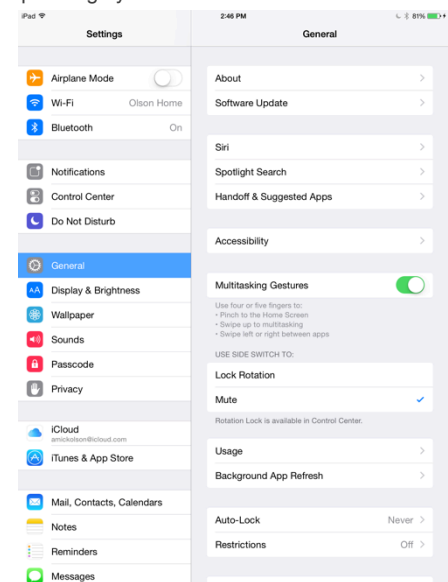 iPad
2:46 PM
81%
Settings
General
Airplane Mode
Wi-Fi Olson Home
Bluetooth On
Notifications
Control Center
Do Not Disturb
General
Display & Brightness
Wallpaper
Sounds
Passcode
Privacy
iCloud
amickolson@icloud.com
iTunes & App Store
Mail, Contacts, Calendars
Notes
Reminders
Messages
About
Software Update
Siri
Spotlight Search
Handoff & Suggested Apps
Accessibility
Multitasking Gestures
Use four or five fingers to:
- Pinch to the Home Screen
- Swipe up to multitasking
- Swipe left or right between apps
USE SIDE SWITCH TO:
Lock Rotation
Mute
Rotation Lock is available in Control Center.
Usage
Background App Refresh
Auto-Lock Never
Restrictions Off